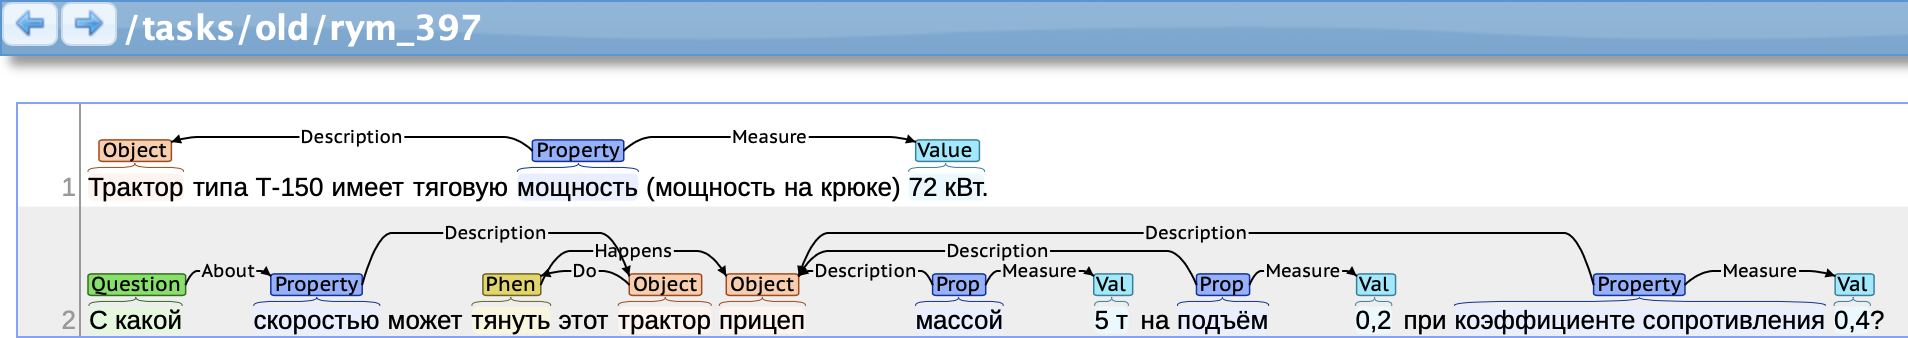 /tasks/old/rym_397
Description Measure
Object Property Value
1 Трактор типа Т-150 имеет тяговую мощность (мощность на крюке) 72 кВт.
Description Description
Happens Description
About Do Description Measure Measure Measure
Question Property Phen Object Object Prop Val Prop Val Property Val
2 С какой скоростью может тянуть этот трактор прицеп массой 5 т на подъём 0,2 при коэффициенте сопротивления 0,4?